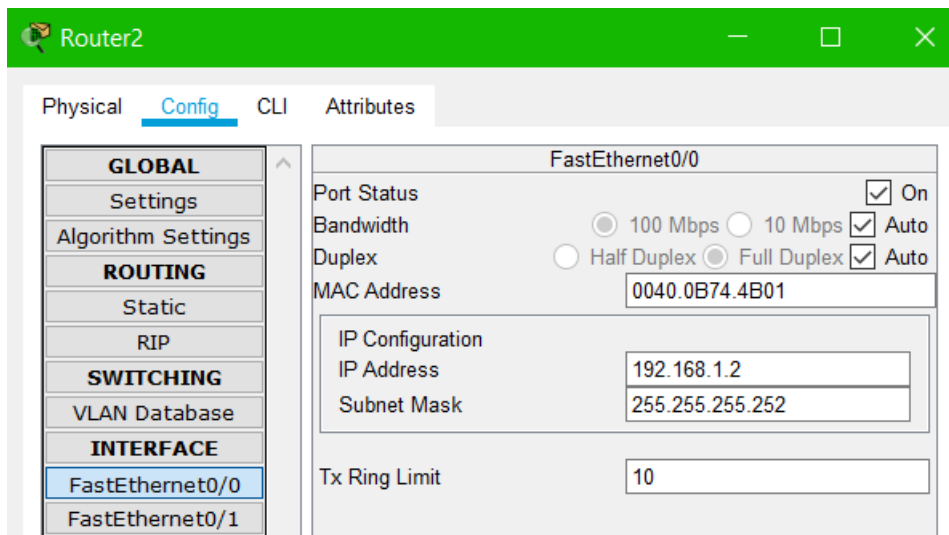 Router2
Physical Config CLI Attributes
GLOBAL
Settings
Algorithm Settings
ROUTING
Static
RIP
SWITCHING
VLAN Database
INTERFACE
FastEthernet0/0
FastEthernet0/1
FastEthernet0/0
Port Status On
Bandwidth 100 Mbps 10 Mbps Auto
Duplex Half Duplex Full Duplex Auto
MAC Address 0040.0B74.4B01
IP Configuration
IP Address 192.168.1.2
Subnet Mask 255.255.255.252
Tx Ring Limit 10